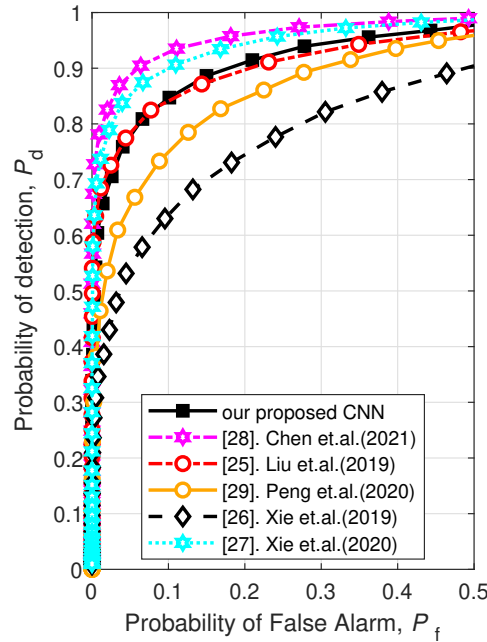 Probability of detection, P_d
1
0.9
0.8
0.7
0.6
0.5
0.4
0.3
0.2
0.1
0
our proposed CNN
[28]. Chen et.al.(2021)
[25]. Liu et.al.(2019)
[29]. Peng et.al.(2020)
[26]. Xie et.al.(2019)
[27]. Xie et.al.(2020)
0 0.1 0.2 0.3 0.4 0.5
Probability of False Alarm, P_f